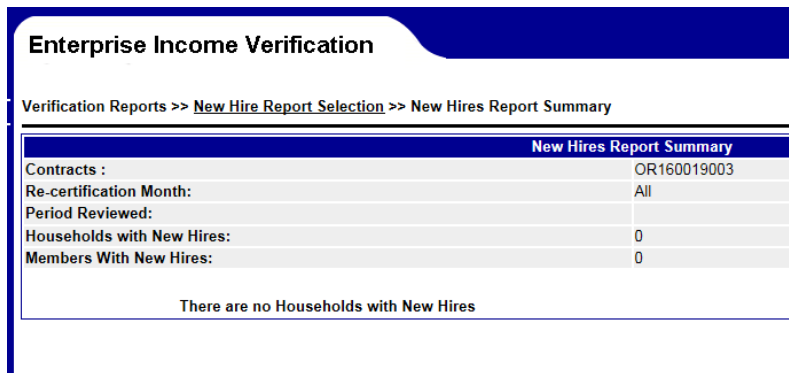 Enterprise Income Verification
Verification Reports >> New Hire Report Selection >> New Hires Report Summary
New Hires Report Summary
Contracts : OR160019003
Re-certification Month: All
Period Reviewed:
Households with New Hires: 0
Members With New Hires: 0
There are no Households with New Hires